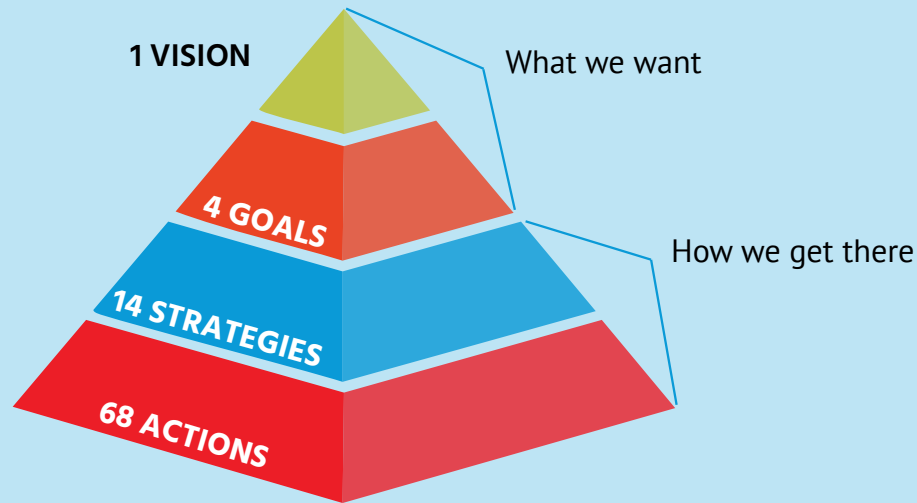 1 VISION
What we want
4 GOALS
How we get there
14 STRATEGIES
68 ACTIONS